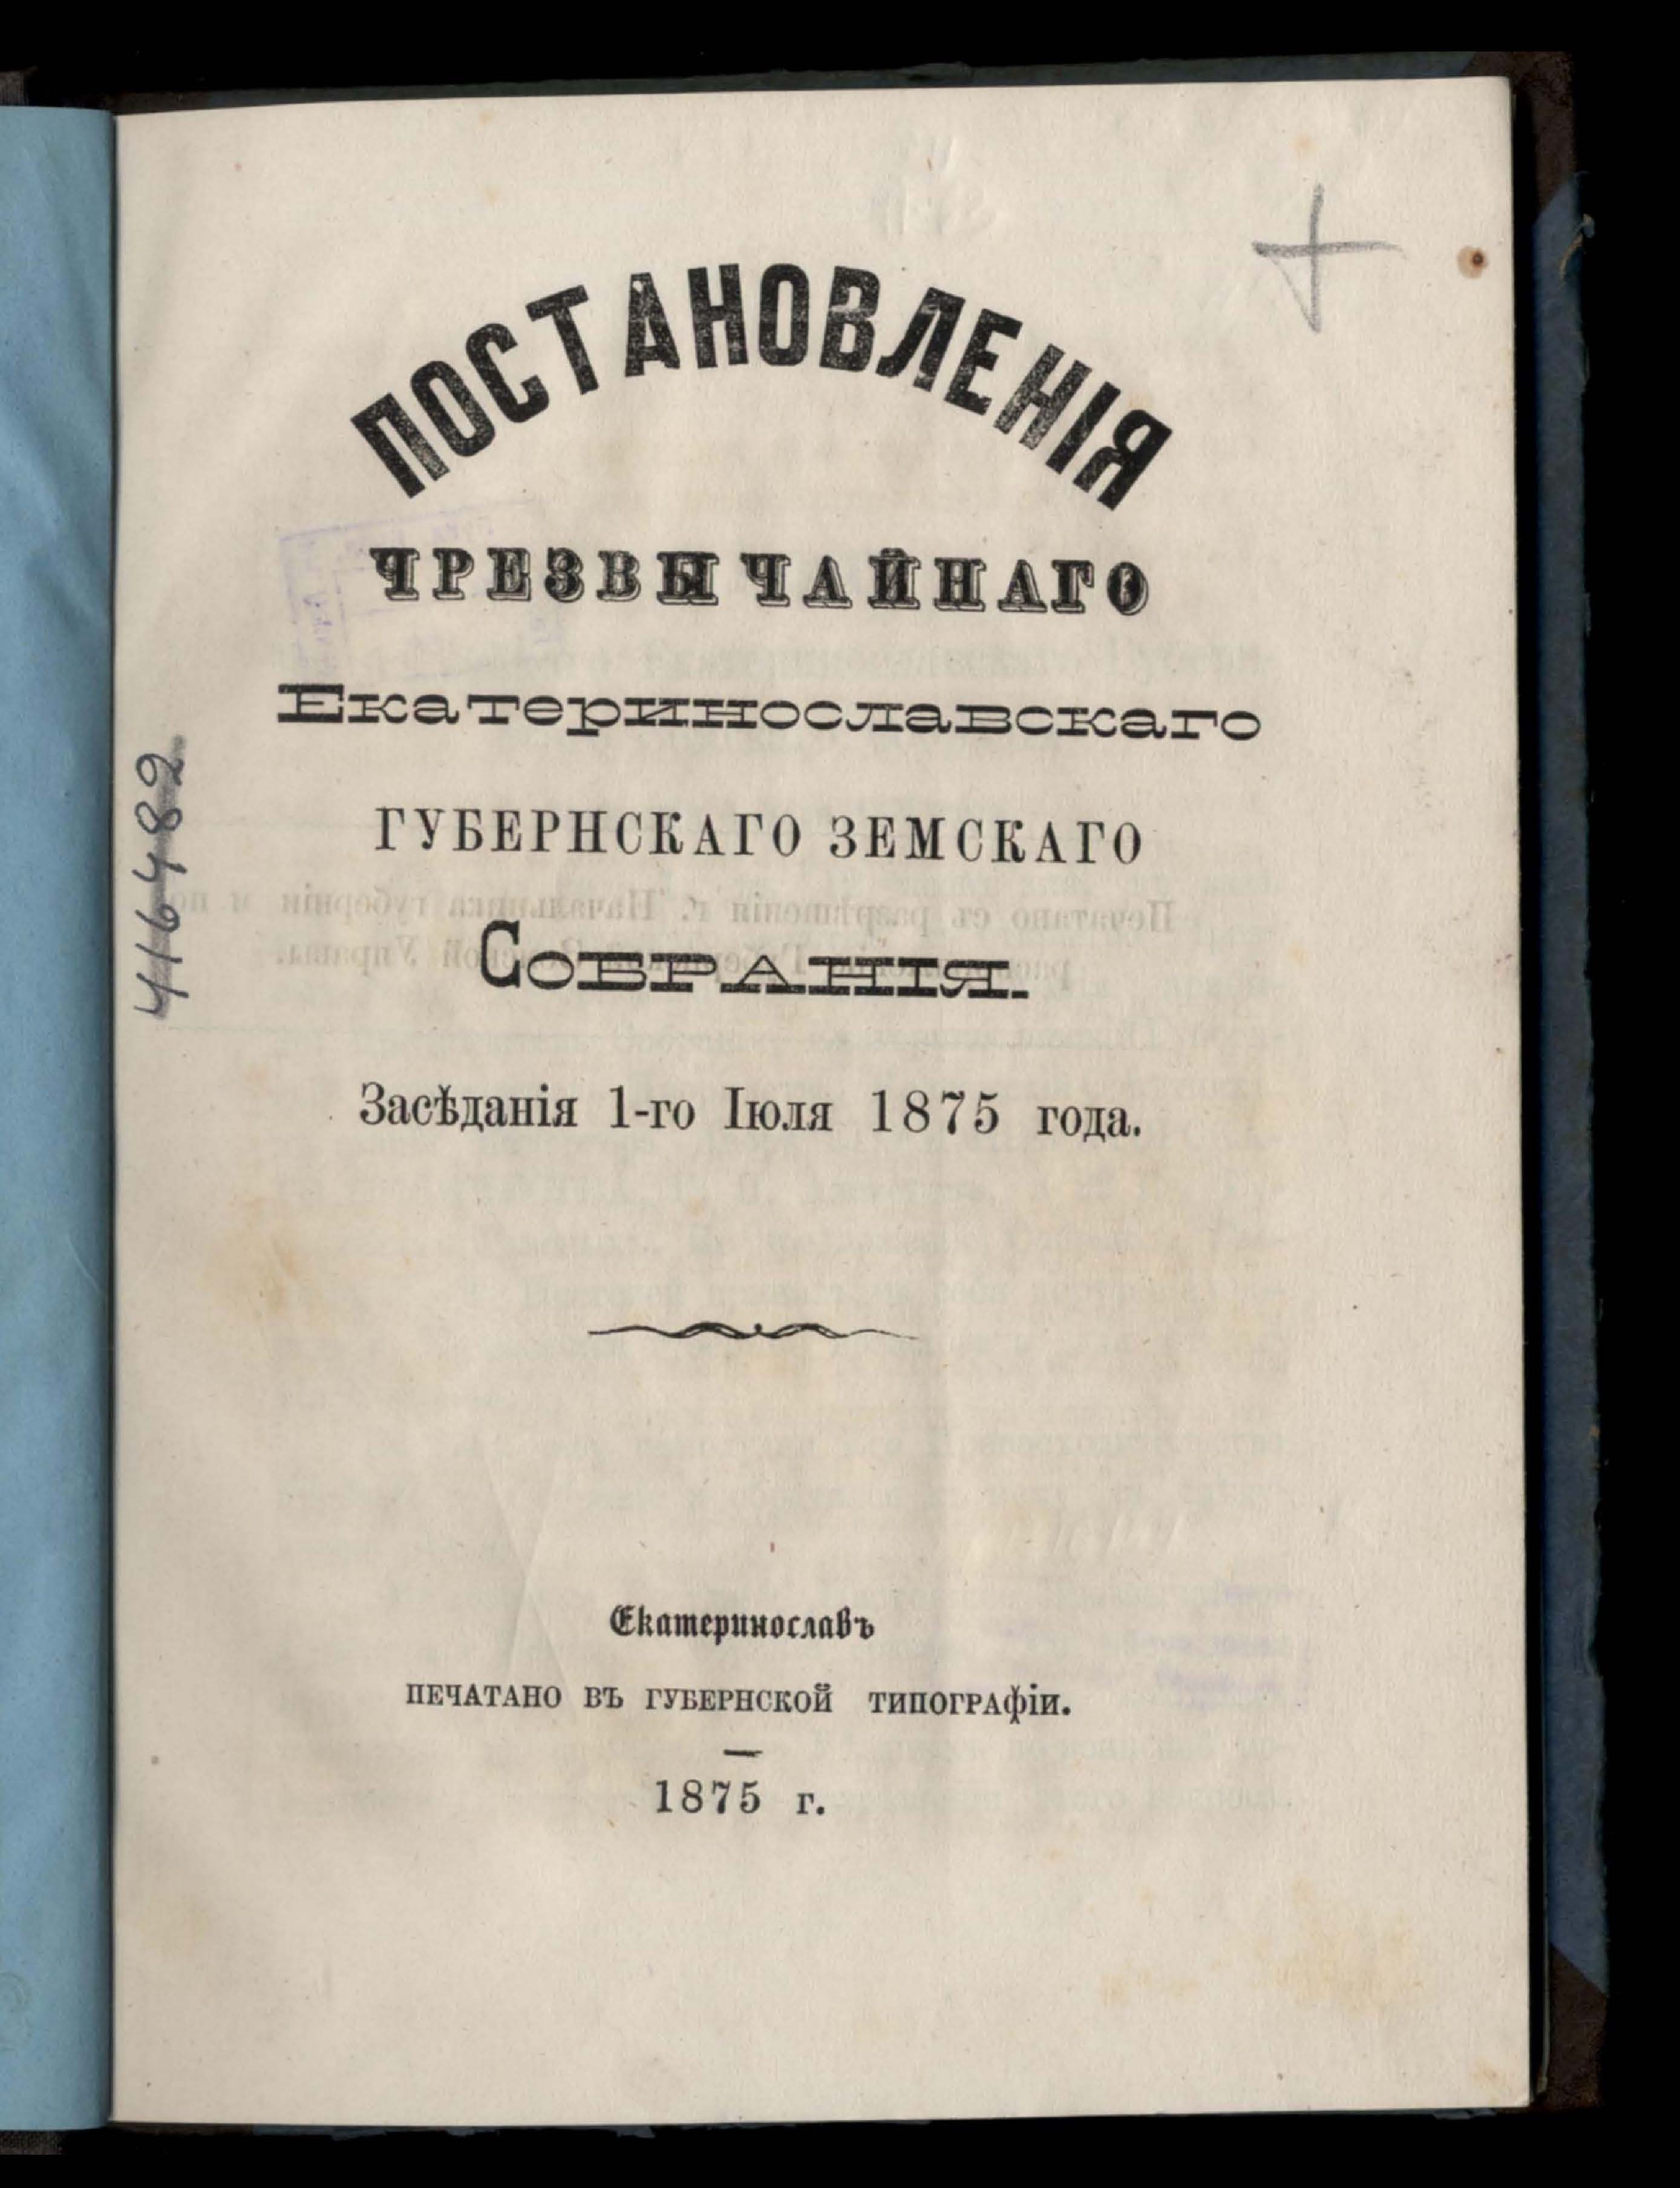 ПОСТАНОВЛЕНІЯ
ЧРЕЗВЫЧАЙНАГО
Екатеринославскаго
ГУБЕРНСКАГО ЗЕМСКАГО
СОБРАНІЯ.
Засѣданія 1-го Іюля 1875 года.
416482
Екатеринославъ
ПЕЧАТАНО ВЪ ГУБЕРНСКОЙ ТИПОГРАфіи.
1875 г.